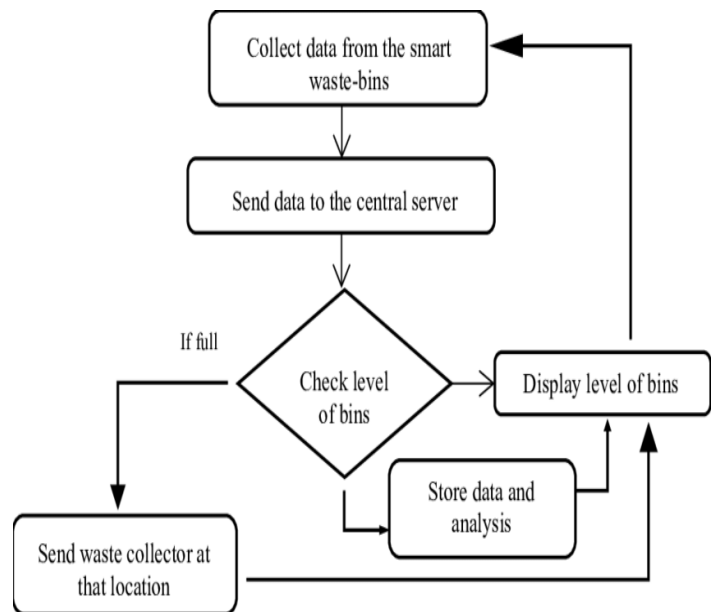 Collect data from the smart
waste-bins
Send data to the central server
If full
Check level
of bins
Display level of bins
Store data and
analysis
Send waste collector at
that location